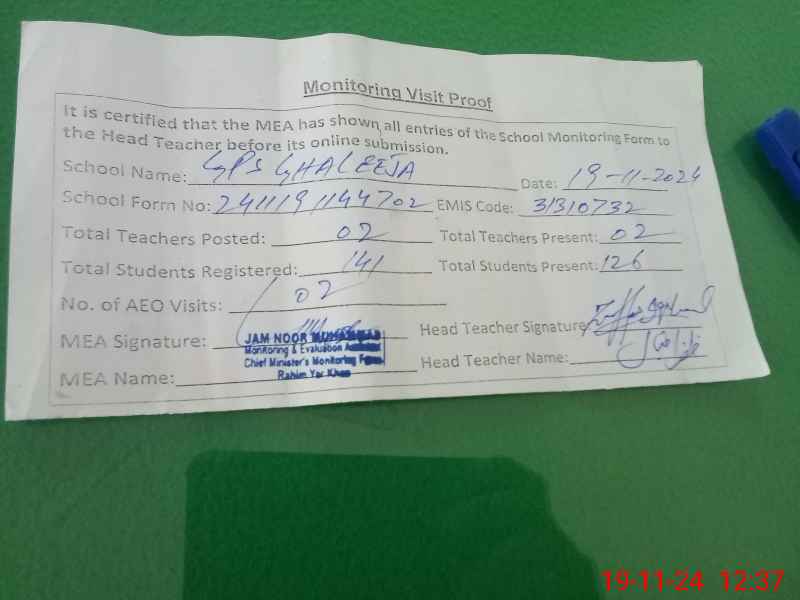 Monitoring Visit Proof
It is certified that the MEA has shown all entries of the School Monitoring Form to
the Head Teacher before its online submission.
School Name: GPS GHALEEJA Date: 19-11-2024
School Form No: 2411191144702 EMIS Code: 31310732
Total Teachers Posted: 02 Total Teachers Present: 02
Total Students Registered: 141 Total Students Present: 126
No. of AEO Visits: 02
MEA Signature: Head Teacher Signature
JAM NOOR MUHAMMAD
Monitoring & Evaluation Assistant
Chief Minister's Monitoring Force
Rahim Yar Khan
MEA Name: Head Teacher Name:
19-11-24 12:37